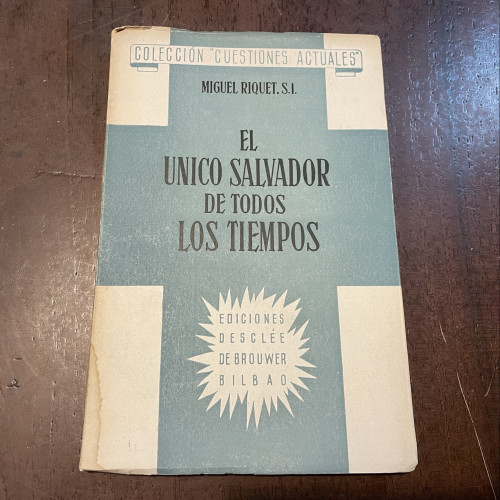 COLECCIÓN "CUESTIONES ACTUALES"
MIGUEL RIQUET, S.I.
EL
UNICO SALVADOR
DE TODOS
LOS TIEMPOS
EDICIONES
DESCLÉE
DE BROUWER
BILBAO